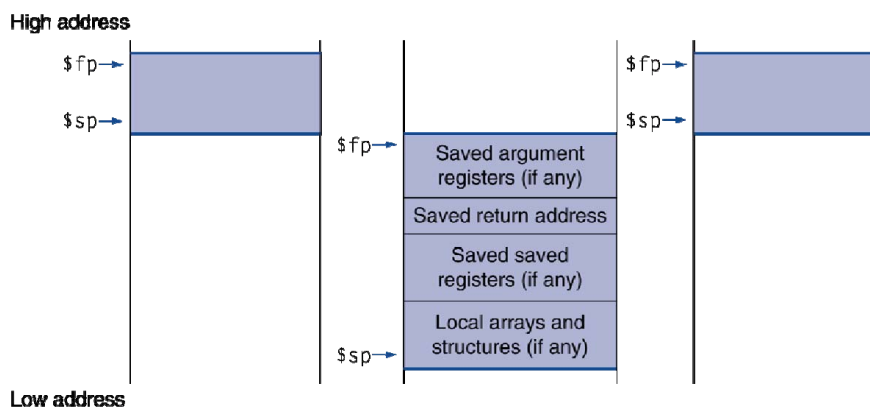 High address
$fp
$sp
$fp
Saved argument
registers (if any)
Saved return address
Saved saved
registers (if any)
Local arrays and
structures (if any)
$sp
$fp
$sp
Low address